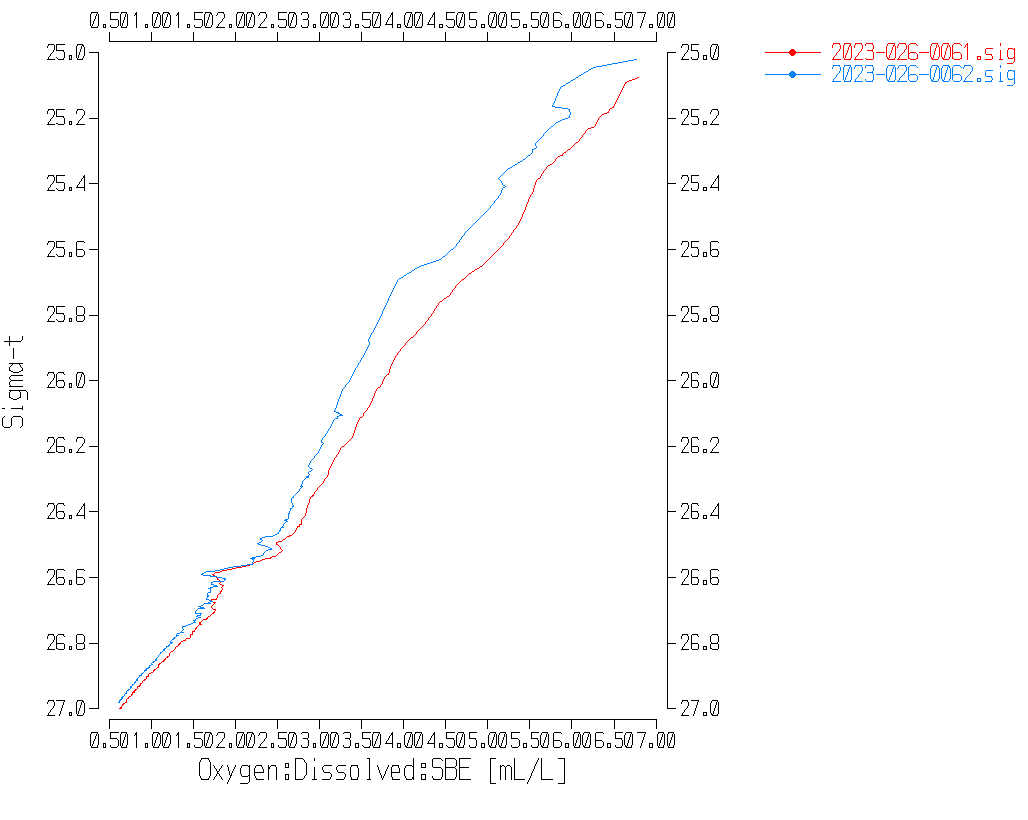 0.50 1.00 1.50 2.00 2.50 3.00 3.50 4.00 4.50 5.00 5.50 6.00 6.50 7.00
2023-026-0061.sig
2023-026-0062.sig
25.0 25.0
25.2 25.2
25.4 25.4
25.6 25.6
25.8 25.8
26.0 26.0
26.2 26.2
26.4 26.4
26.6 26.6
26.8 26.8
27.0 27.0
Sigma-t
0.50 1.00 1.50 2.00 2.50 3.00 3.50 4.00 4.50 5.00 5.50 6.00 6.50 7.00
Oxygen:Dissolved:SBE [mL/L]